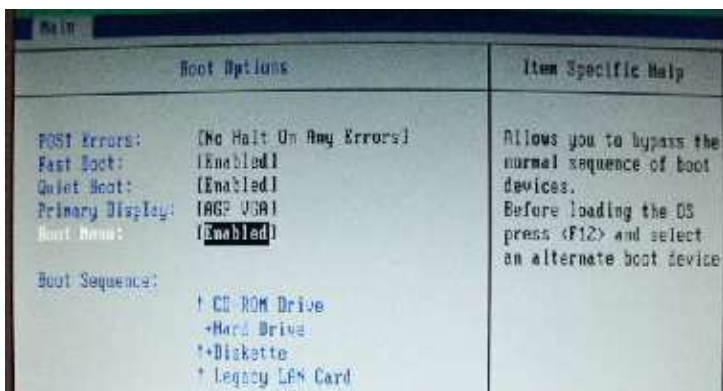 Main
Boot Options
Item Specific Help
POST Errors: [No Halt On Any Errors]
Fast Boot: [Enabled]
Quiet Boot: [Enabled]
Primary Display: [AGP VGA]
Boot Menu: [Enabled]
Boot Sequence:
↑ CD-ROM Drive
+Hard Drive
↑+Diskette
↑ Legacy LAN Card
Allows you to bypass the
normal sequence of boot
devices.
Before loading the OS
press <F12> and select
an alternate boot device